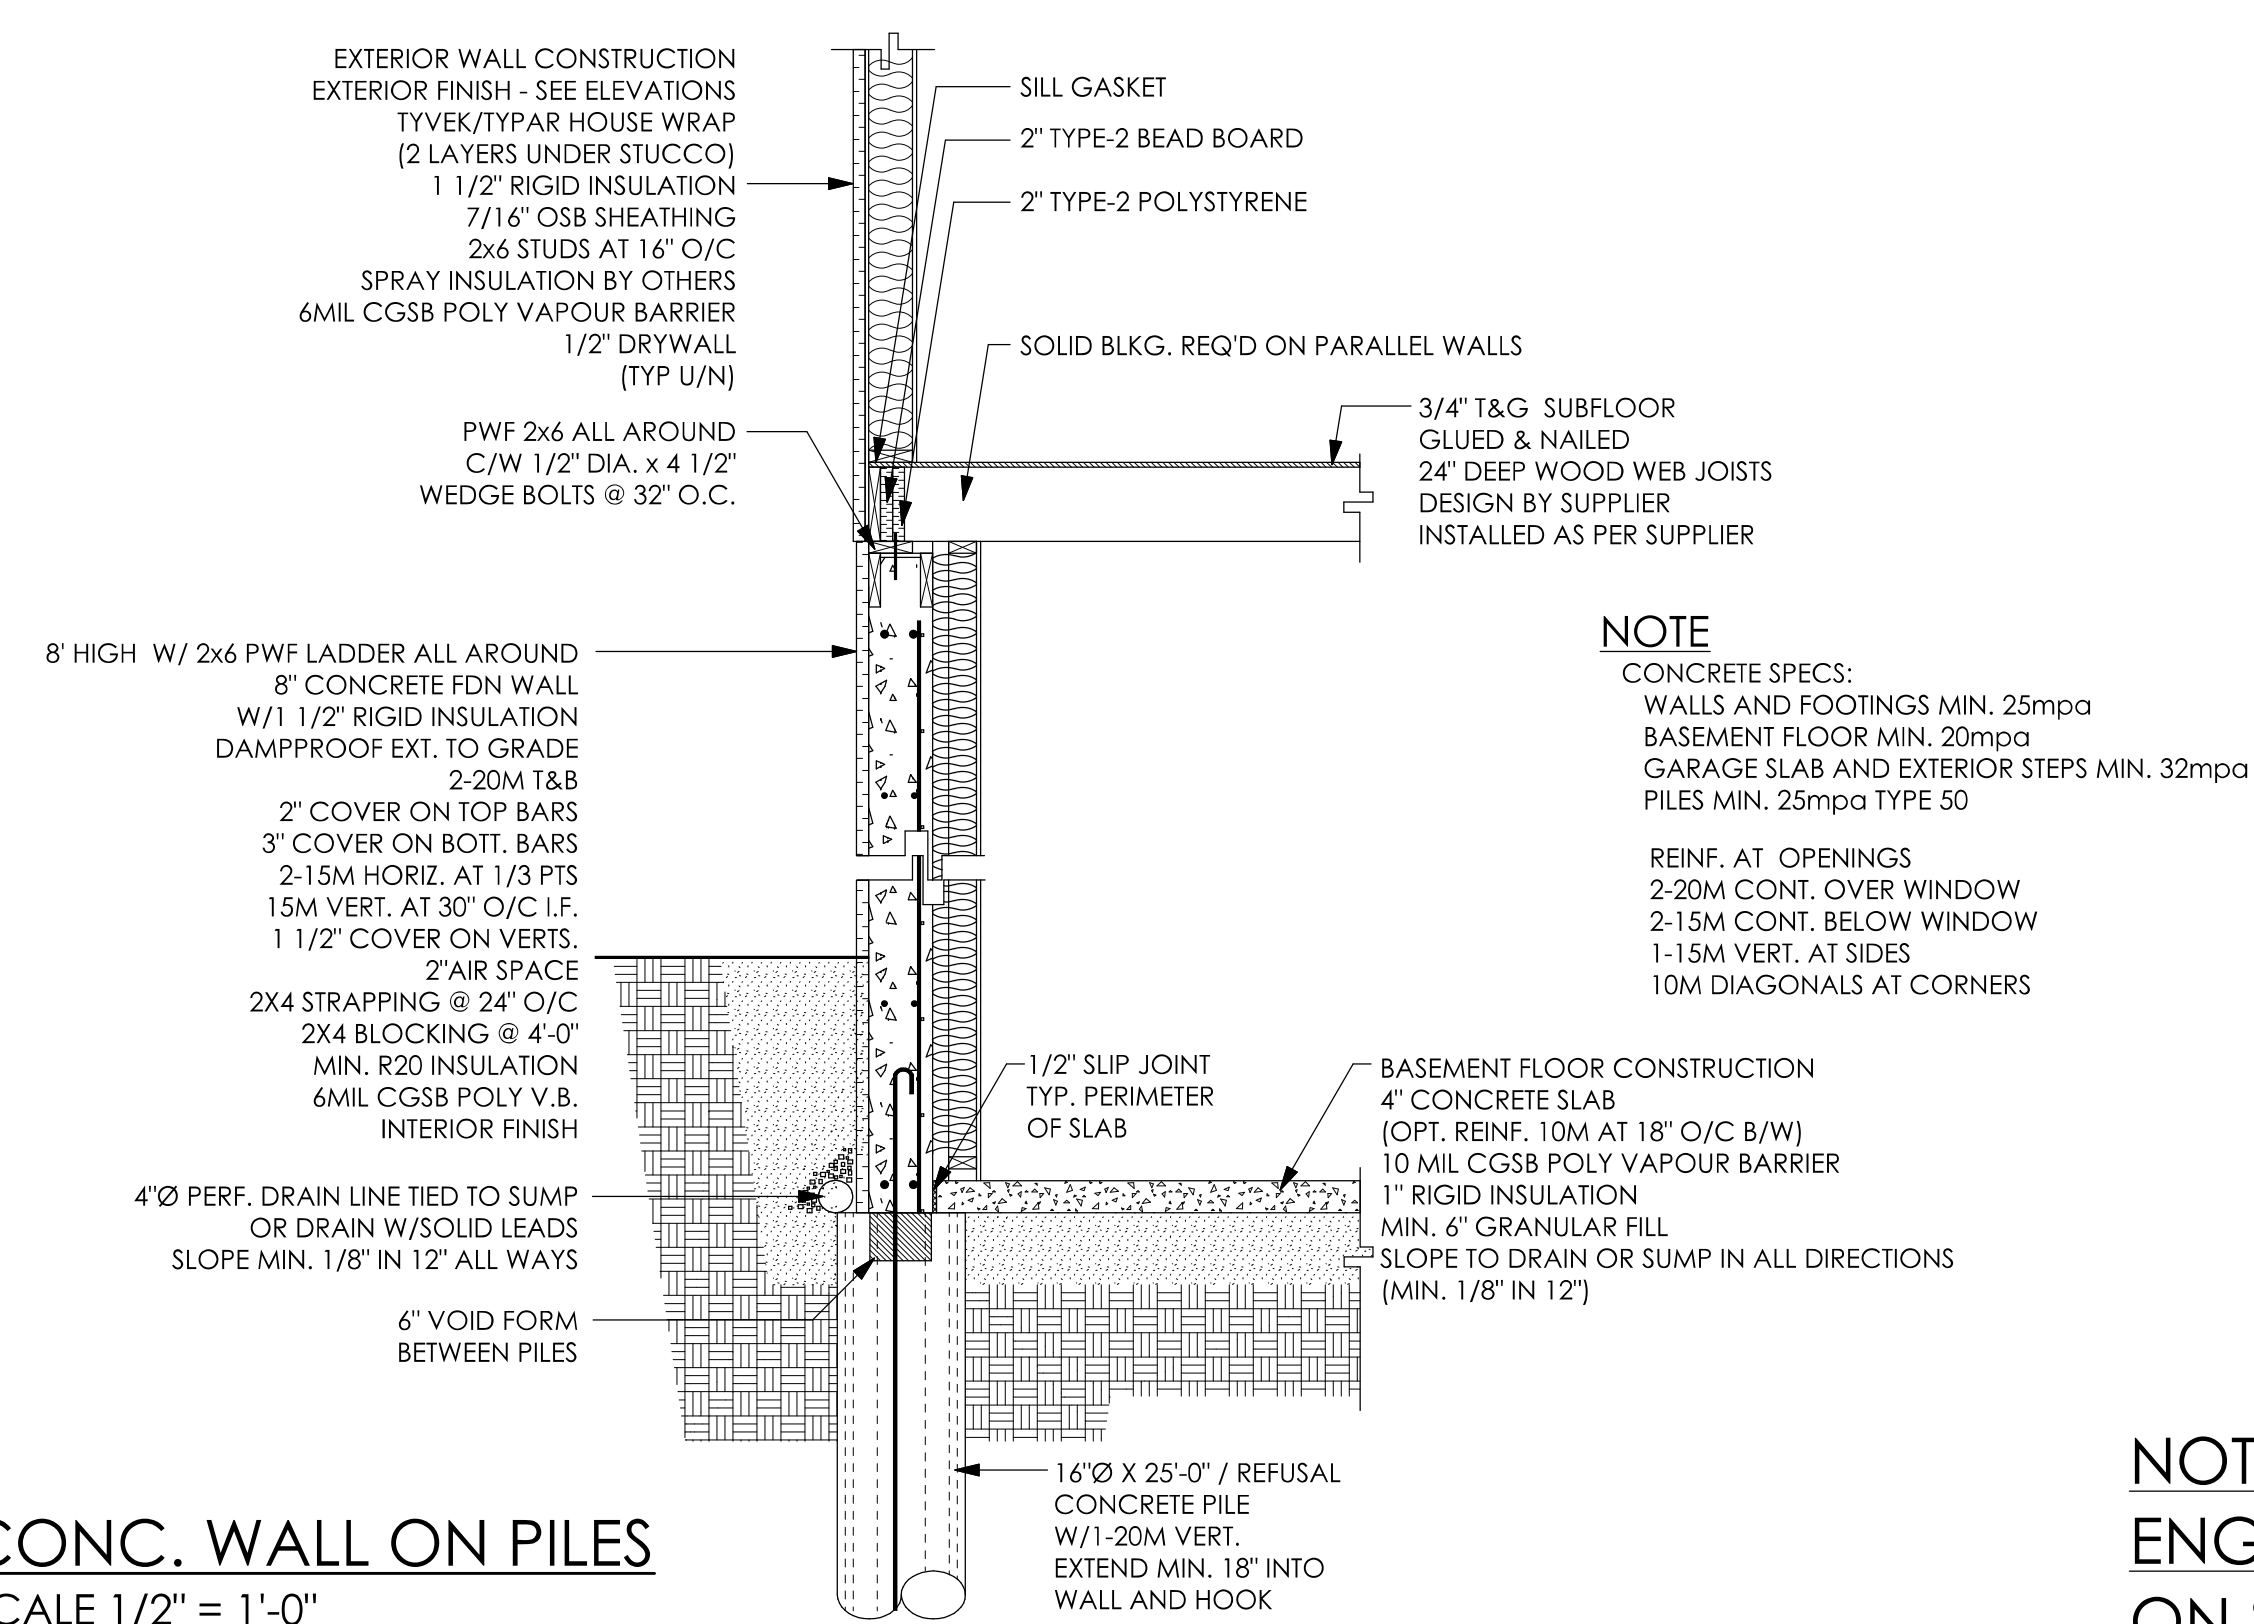 EXTERIOR WALL CONSTRUCTION
EXTERIOR FINISH - SEE ELEVATIONS
TYVEK/TYPAR HOUSE WRAP
(2 LAYERS UNDER STUCCO)
1 1/2" RIGID INSULATION
7/16" OSB SHEATHING
2x6 STUDS AT 16" O/C
SPRAY INSULATION BY OTHERS
6MIL CGSB POLY VAPOUR BARRIER
1/2" DRYWALL
(TYP U/N)
PWF 2x6 ALL AROUND
C/W 1/2" DIA. x 4 1/2"
WEDGE BOLTS @ 32" O.C.
SILL GASKET
2" TYPE-2 BEAD BOARD
2" TYPE-2 POLYSTYRENE
SOLID BLKG. REQ'D ON PARALLEL WALLS
3/4" T&G SUBFLOOR
GLUED & NAILED
24" DEEP WOOD WEB JOISTS
DESIGN BY SUPPLIER
INSTALLED AS PER SUPPLIER
8' HIGH W/ 2x6 PWF LADDER ALL AROUND
8" CONCRETE FDN WALL
W/1 1/2" RIGID INSULATION
DAMPPROOF EXT. TO GRADE
2-20M T&B
2" COVER ON TOP BARS
3" COVER ON BOTT. BARS
2-15M HORIZ. AT 1/3 PTS
15M VERT. AT 30" O/C I.F.
1 1/2" COVER ON VERTS.
2"AIR SPACE
2X4 STRAPPING @ 24" O/C
2X4 BLOCKING @ 4'-0"
MIN. R20 INSULATION
6MIL CGSB POLY V.B.
INTERIOR FINISH
NOTE
CONCRETE SPECS:
WALLS AND FOOTINGS MIN. 25mpa
BASEMENT FLOOR MIN. 20mpa
GARAGE SLAB AND EXTERIOR STEPS MIN. 32mpa
PILES MIN. 25mpa TYPE 50
REINF. AT OPENINGS
2-20M CONT. OVER WINDOW
2-15M CONT. BELOW WINDOW
1-15M VERT. AT SIDES
10M DIAGONALS AT CORNERS
1/2" SLIP JOINT
TYP. PERIMETER
OF SLAB
BASEMENT FLOOR CONSTRUCTION
4" CONCRETE SLAB
(OPT. REINF. 10M AT 18" O/C B/W)
10 MIL CGSB POLY VAPOUR BARRIER
1" RIGID INSULATION
MIN. 6" GRANULAR FILL
SLOPE TO DRAIN OR SUMP IN ALL DIRECTIONS
(MIN. 1/8" IN 12")
4"Ø PERF. DRAIN LINE TIED TO SUMP
OR DRAIN W/SOLID LEADS
SLOPE MIN. 1/8" IN 12" ALL WAYS
6" VOID FORM
BETWEEN PILES
16"Ø X 25'-0" / REFUSAL
CONCRETE PILE
W/1-20M VERT.
EXTEND MIN. 18" INTO
WALL AND HOOK
CONC. WALL ON PILES
CALE 1/2" = 1'-0"
NOT
ENG
ON